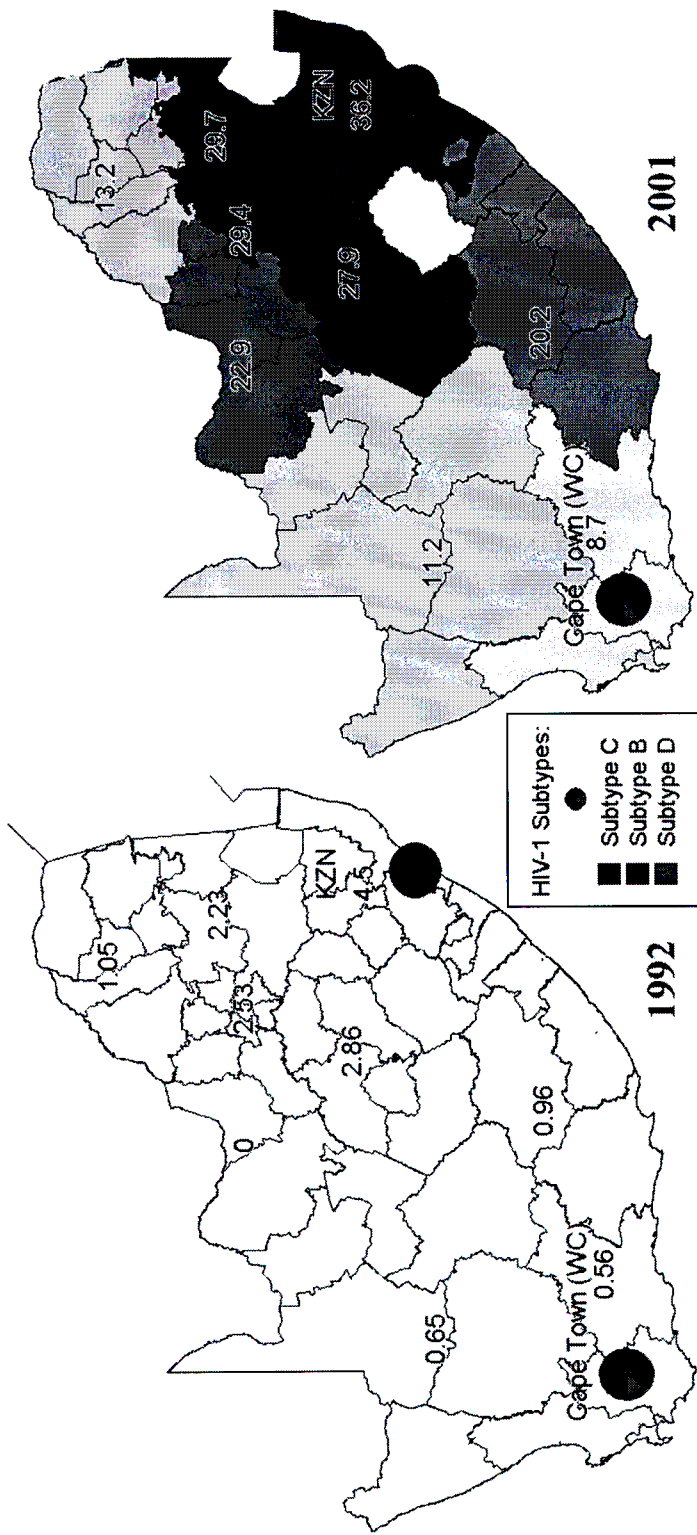 1.05
2.23
2.53
0
KZN
4.5
2.86
0.65
0.96
Cape Town (WC)
0.56
1992
HIV-1 Subtypes:
Subtype C
Subtype B
Subtype D
13.2
29.7
29.4
22.9
KZN
36.2
27.9
11.2
20.2
Cape Town (WC)
8.7
2001